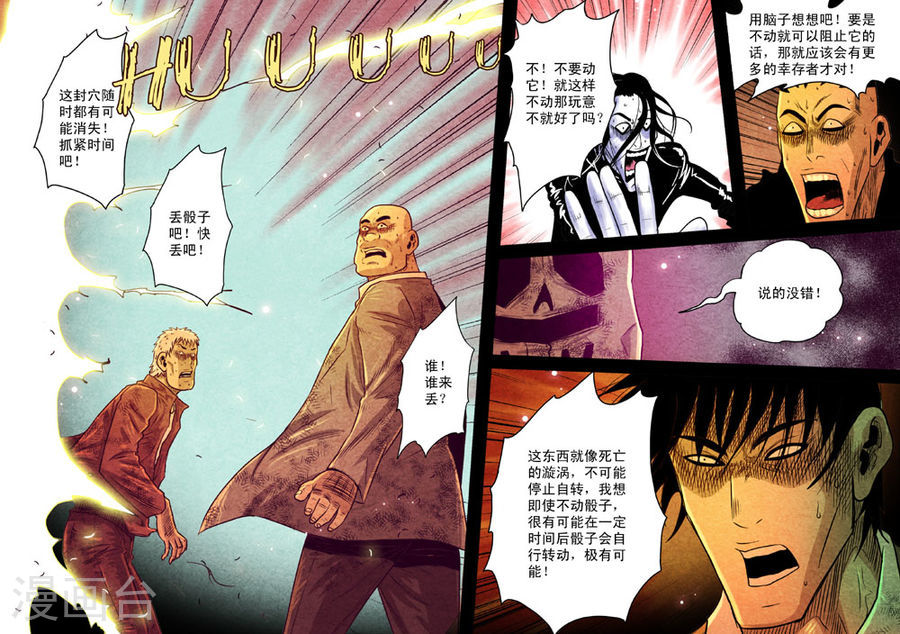 用脑子想想吧！要是
不动就可以阻止它的
话，那就应该会有更
多的幸存者才对！
不！不要动
它！就这样
不动那玩意
不就好了吗？
说的没错！
这东西就像死亡
的漩涡，不可能
停止自转，我想
即使不动骰子，
很有可能在一定
时间后骰子会自
行转动，极有可
能！
HUUUUUU
这封穴随
时都有可
能消失！
抓紧时间
吧！
丢骰子
吧！快
丢吧！
谁！
谁来
丢？
漫画台